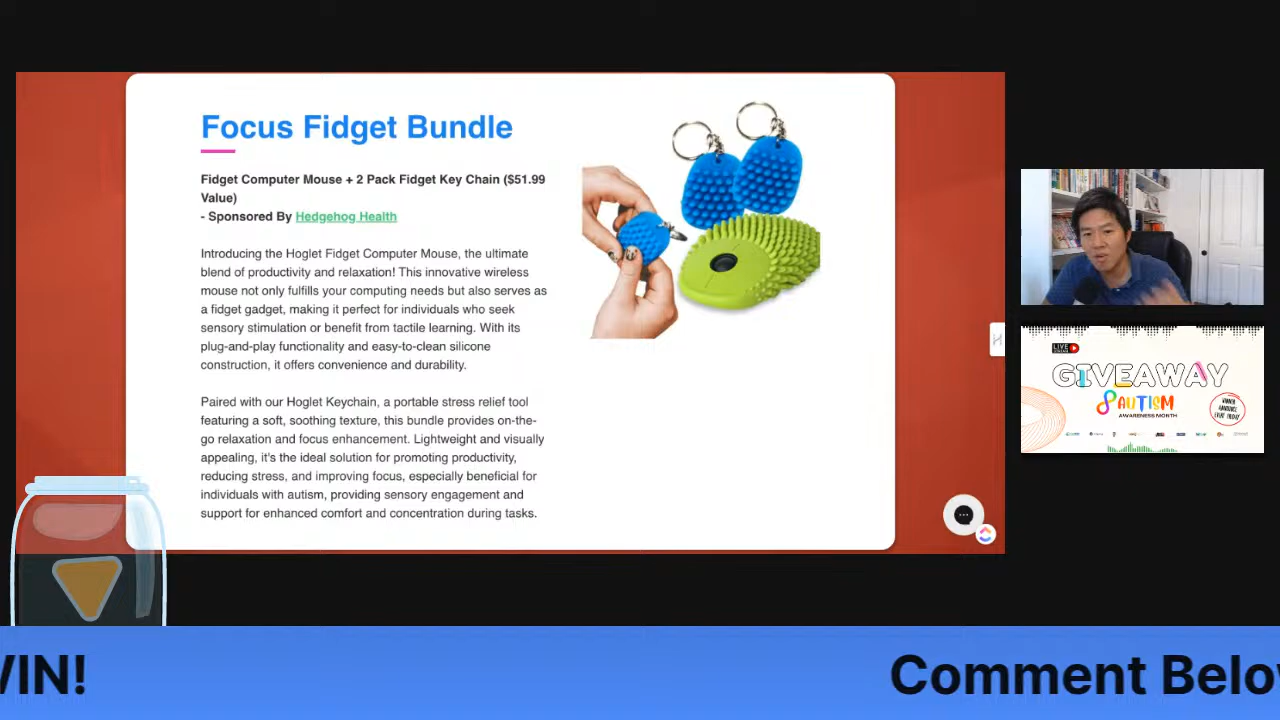 Focus Fidget Bundle
Fidget Computer Mouse + 2 Pack Fidget Key Chain ($51.99
Value)
- Sponsored By Hedgehog Health
Introducing the Hoglet Fidget Computer Mouse, the ultimate
blend of productivity and relaxation! This innovative wireless
mouse not only fulfills your computing needs but also serves as
a fidget gadget, making it perfect for individuals who seek
sensory stimulation or benefit from tactile learning. With its
plug-and-play functionality and easy-to-clean silicone
construction, it offers convenience and durability.
Paired with our Hoglet Keychain, a portable stress relief tool
featuring a soft, soothing texture, this bundle provides on-the-
go relaxation and focus enhancement. Lightweight and visually
appealing, it's the ideal solution for promoting productivity,
reducing stress, and improving focus, especially beneficial for
individuals with autism, providing sensory engagement and
support for enhanced comfort and concentration during tasks.
LIVE
GIVEAWAY
AUTISM
AWARENESS MONTH
WIN!
Comment Below